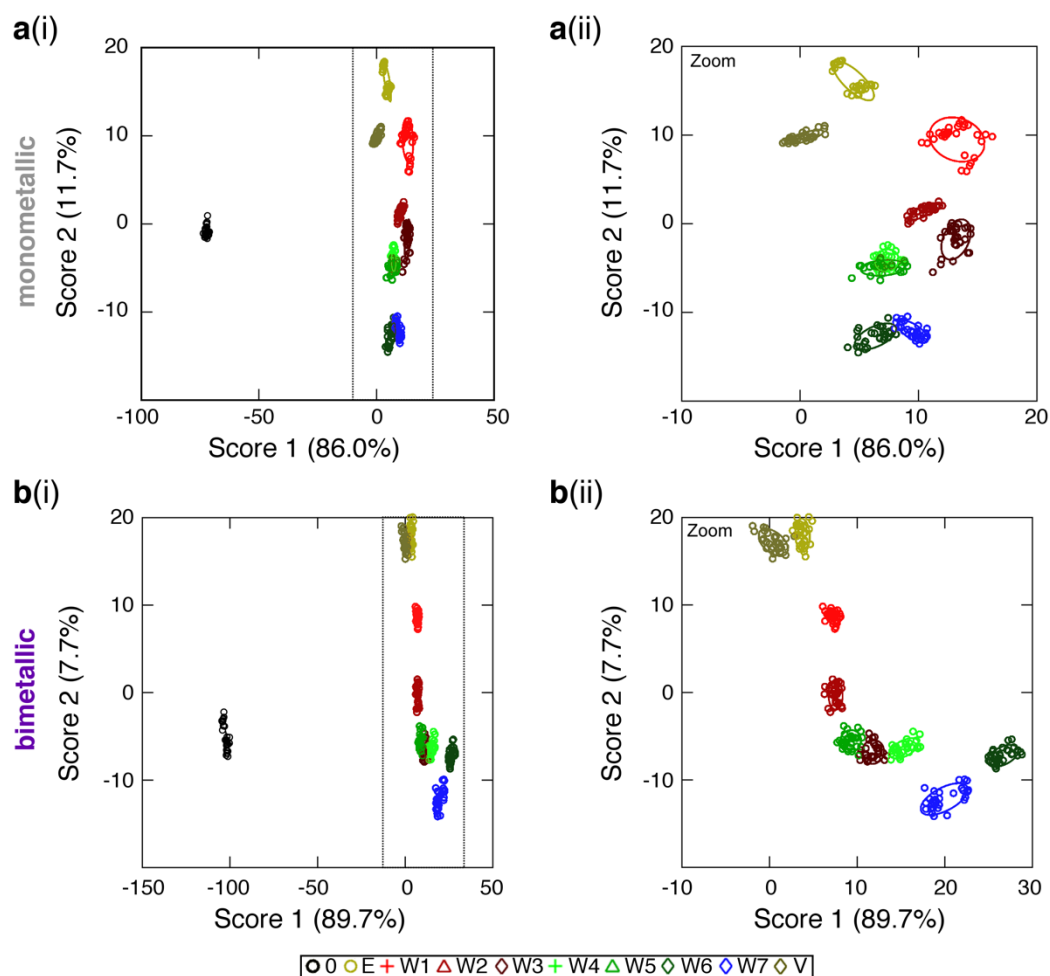 a(i)
a(ii)
monometallic
Score 2 (11.7%)
20
10
0
-10
-100
-50
0
50
Score 1 (86.0%)
Zoom
Score 2 (11.7%)
20
10
0
-10
-10
0
10
20
Score 1 (86.0%)
b(i)
b(ii)
bimetallic
Score 2 (7.7%)
20
10
0
-10
-150
-100
-50
0
50
Score 1 (89.7%)
Zoom
Score 2 (7.7%)
20
10
0
-10
-10
0
10
20
30
Score 1 (89.7%)
0 E W1 W2 W3 W4 W5 W6 W7 V